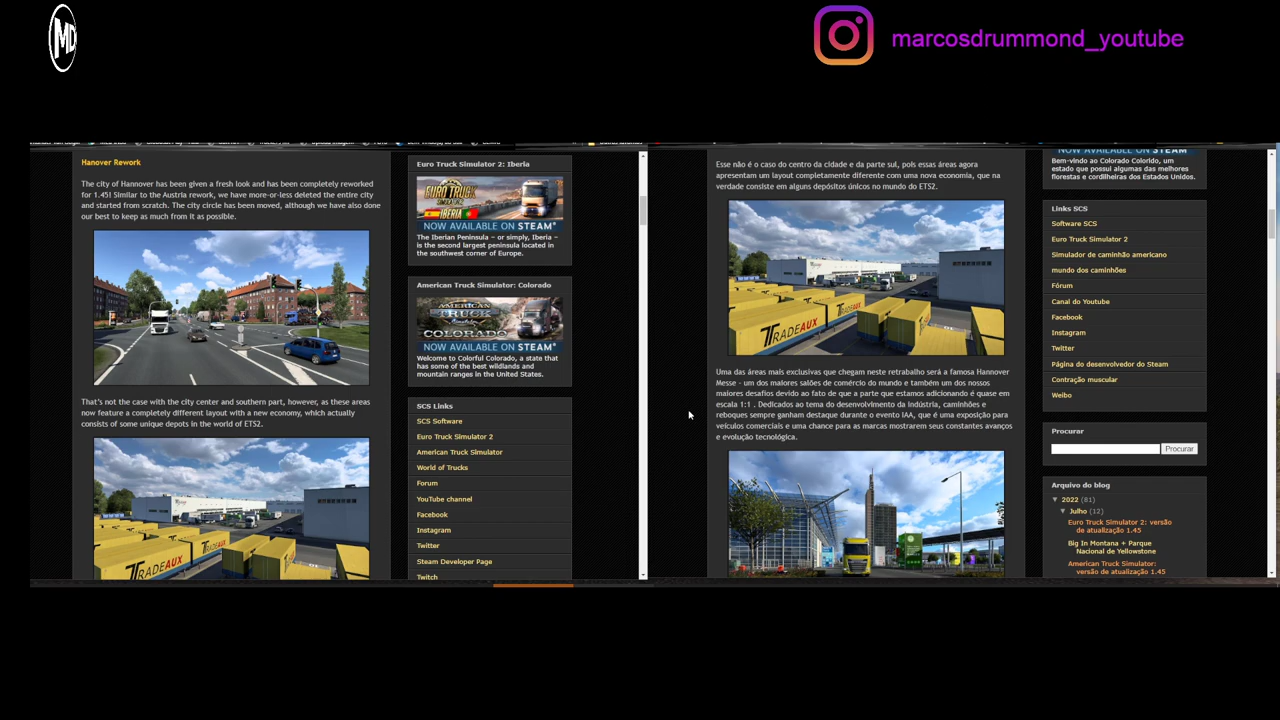 MD
marcosdrummond_youtube
Hanover Rework
The city of Hannover has been given a fresh look and has been completely reworked
for 1.45! Similar to the Austria rework, we have more-or-less deleted the entire city
and started from scratch. The city circle has been moved, although we have also done
our best to keep as much from it as possible.
That's not the case with the city center and southern part, however, as these areas
now feature a completely different layout with a new economy, which actually
consists of some unique depots in the world of ETS2.
TRADEAUX
Euro Truck Simulator 2: Iberia
EURO TRUCK
IBERIA
NOW AVAILABLE ON STEAM
The Iberian Peninsula – or simply, Iberia –
is the second largest peninsula located in
the southwest corner of Europe.
American Truck Simulator: Colorado
AMERICAN
TRUCK
COLORADO
NOW AVAILABLE ON STEAM
Welcome to Colorful Colorado, a state that
has some of the best wildlands and
mountain ranges in the United States.
SCS Links
SCS Software
Euro Truck Simulator 2
American Truck Simulator
World of Trucks
Forum
YouTube channel
Facebook
Instagram
Twitter
Steam Developer Page
Twitch
Esse não é o caso do centro da cidade e da parte sul, pois essas áreas agora
apresentam um layout completamente diferente com uma nova economia, que na
verdade consiste em alguns depósitos únicos no mundo do ETS2.
TRADEAUX
Uma das áreas mais exclusivas que chegam neste retrabalho será a famosa Hannover
Messe - um dos maiores salões de comércio do mundo e também um dos nossos
maiores desafios devido ao fato de que a parte que estamos adicionando é quase em
escala 1:1 . Dedicados ao tema do desenvolvimento da indústria, caminhões e
reboques sempre ganham destaque durante o evento IAA, que é uma exposição para
veículos comerciais e uma chance para as marcas mostrarem seus constantes avanços
e evolução tecnológica.
NOW AVAILABLE ON STEAM
Bem-vindo ao Colorado Colorido, um
estado que possui algumas das melhores
florestas e cordilheiras dos Estados Unidos.
Links SCS
Software SCS
Euro Truck Simulator 2
Simulador de caminhão americano
mundo dos caminhões
Fórum
Canal do Youtube
Facebook
Instagram
Twitter
Página do desenvolvedor do Steam
Contração muscular
Weibo
Procurar
Procurar
Arquivo do blog
▼ 2022 (81)
▼ Julho (12)
Euro Truck Simulator 2: versão
de atualização 1.45
Big In Montana + Parque
Nacional de Yellowstone
American Truck Simulator:
versão de atualização 1.45